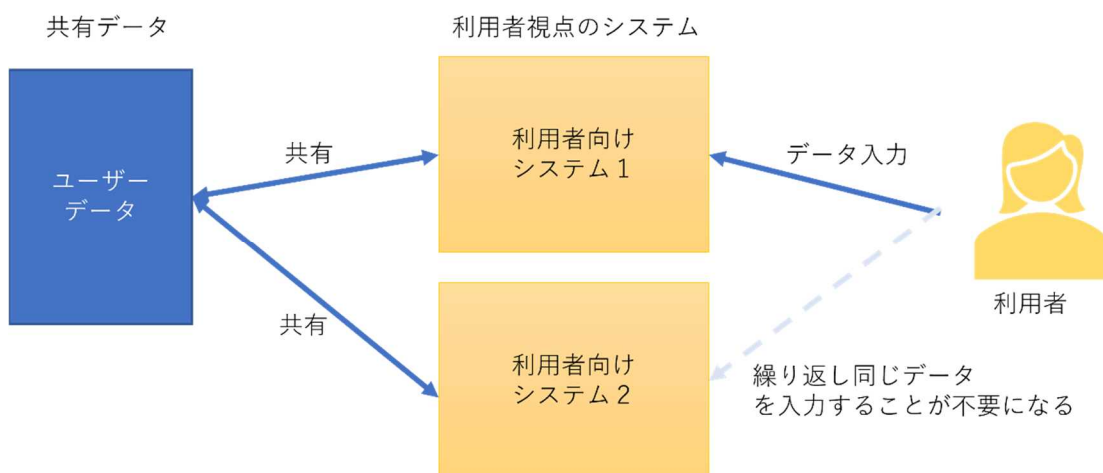 共有データ
利用者視点のシステム
ユーザー
データ
共有
利用者向け
システム１
データ入力
利用者
共有
利用者向け
システム２
繰り返し同じデータ
を入力することが不要になる